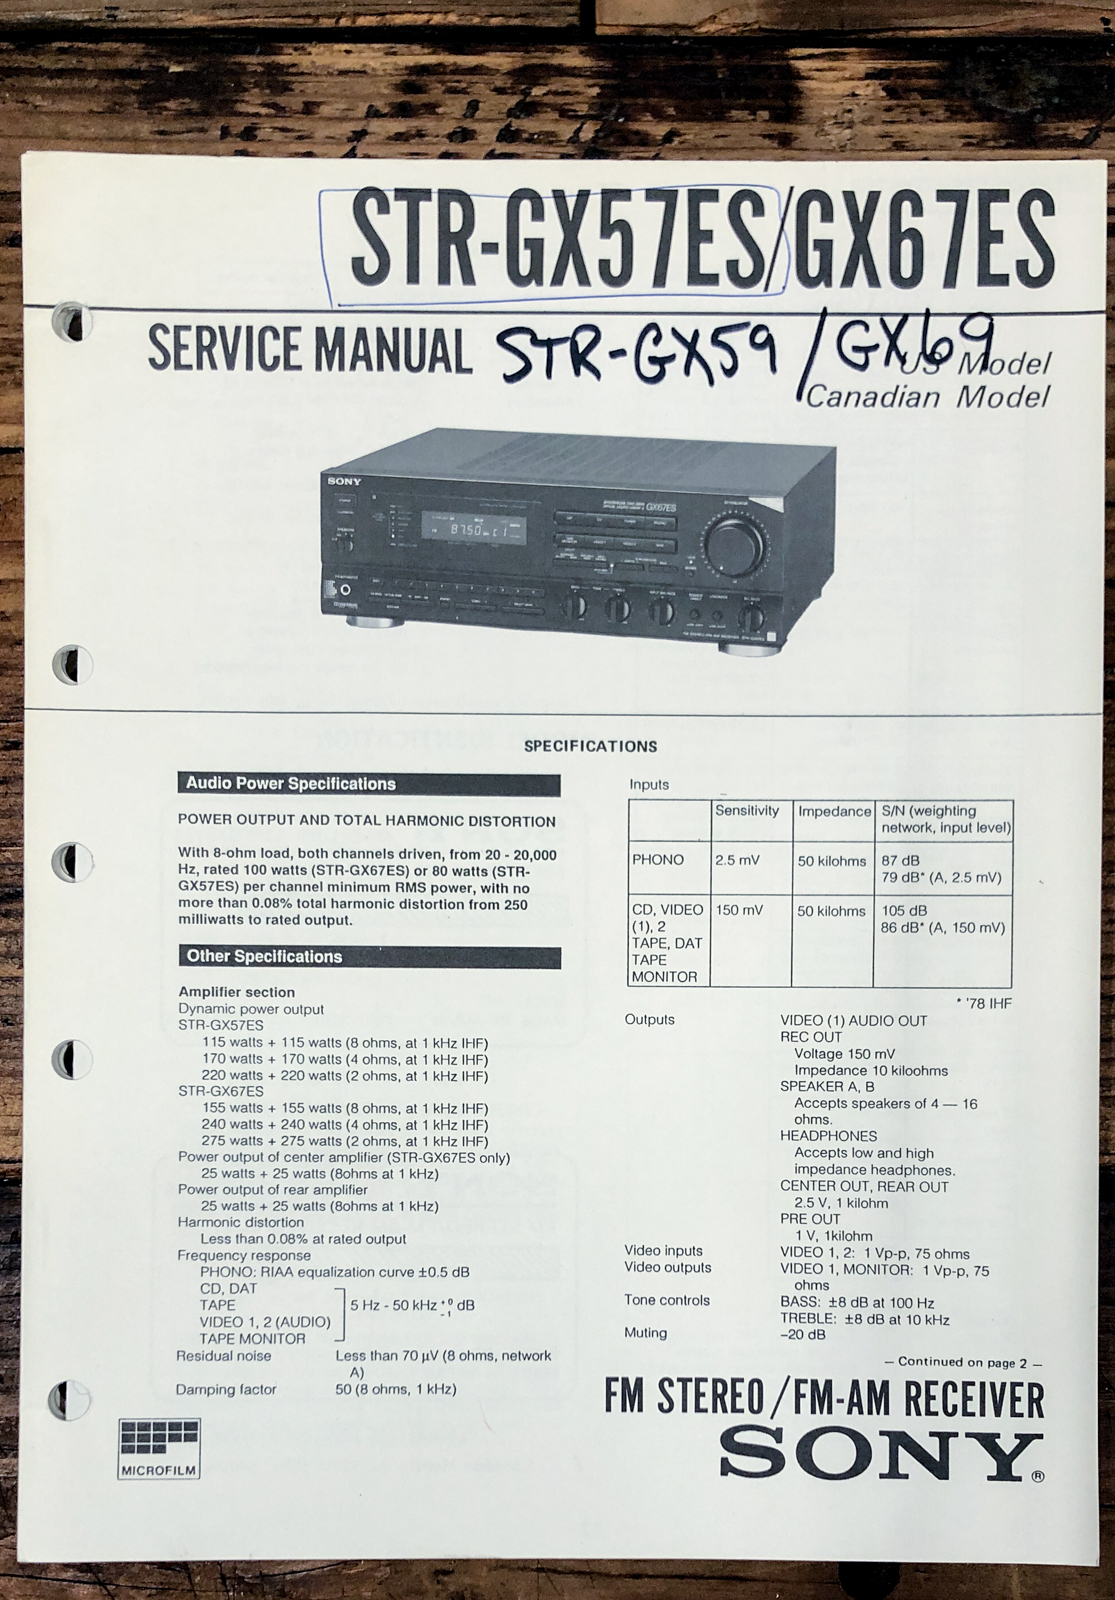 STR-GX57ES/GX67ES
SERVICE MANUAL STR-GX59 /GX69
US Model
Canadian Model
SONY
GX67ES
87.50
SPECIFICATIONS
Audio Power Specifications
POWER OUTPUT AND TOTAL HARMONIC DISTORTION
With 8-ohm load, both channels driven, from 20 - 20,000
Hz, rated 100 watts (STR-GX67ES) or 80 watts (STR-
GX57ES) per channel minimum RMS power, with no
more than 0.08% total harmonic distortion from 250
milliwatts to rated output.
Other Specifications
Amplifier section
Dynamic power output
STR-GX57ES
115 watts + 115 watts (8 ohms, at 1 kHz IHF)
170 watts + 170 watts (4 ohms, at 1 kHz IHF)
220 watts + 220 watts (2 ohms, at 1 kHz IHF)
STR-GX67ES
155 watts + 155 watts (8 ohms, at 1 kHz IHF)
240 watts + 240 watts (4 ohms, at 1 kHz IHF)
275 watts + 275 watts (2 ohms, at 1 kHz IHF)
Power output of center amplifier (STR-GX67ES only)
25 watts + 25 watts (8ohms at 1 kHz)
Power output of rear amplifier
25 watts + 25 watts (8ohms at 1 kHz)
Harmonic distortion
Less than 0.08% at rated output
Frequency response
PHONO: RIAA equalization curve ±0.5 dB
CD, DAT
TAPE
VIDEO 1, 2 (AUDIO)
TAPE MONITOR
5 Hz - 50 kHz +0 -1 dB
Residual noise Less than 70 µV (8 ohms, network
A)
Damping factor 50 (8 ohms, 1 kHz)
MICROFILM
Inputs
Sensitivity Impedance S/N (weighting
network, input level)
PHONO 2.5 mV 50 kilohms 87 dB
79 dB* (A, 2.5 mV)
CD, VIDEO 150 mV 50 kilohms 105 dB
(1), 2 86 dB* (A, 150 mV)
TAPE, DAT
TAPE
MONITOR
* '78 IHF
Outputs VIDEO (1) AUDIO OUT
REC OUT
Voltage 150 mV
Impedance 10 kiloohms
SPEAKER A, B
Accepts speakers of 4 — 16
ohms.
HEADPHONES
Accepts low and high
impedance headphones.
CENTER OUT, REAR OUT
2.5 V, 1 kilohm
PRE OUT
1 V, 1kilohm
Video inputs VIDEO 1, 2: 1 Vp-p, 75 ohms
Video outputs VIDEO 1, MONITOR: 1 Vp-p, 75
ohms
Tone controls BASS: ±8 dB at 100 Hz
TREBLE: ±8 dB at 10 kHz
Muting –20 dB
— Continued on page 2 —
FM STEREO/FM-AM RECEIVER
SONY®